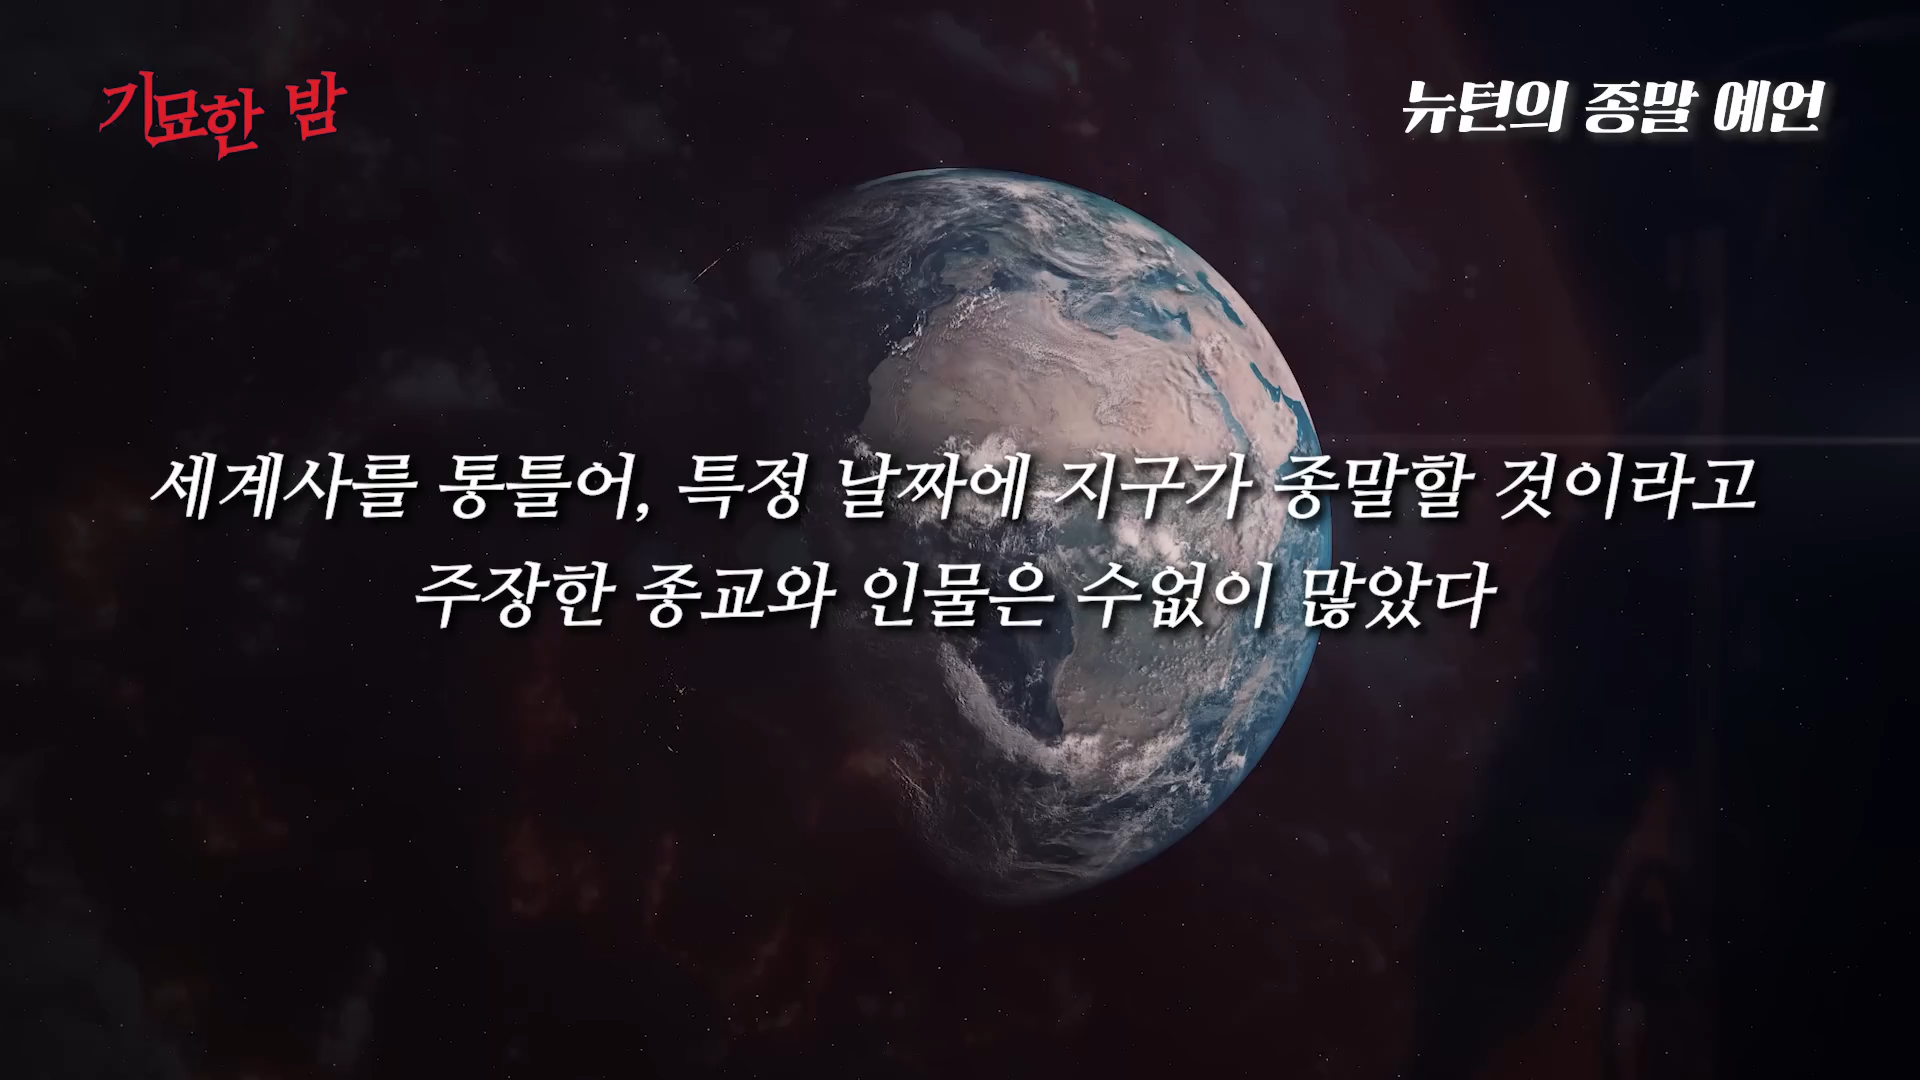 기묘한 밤
뉴턴의 종말 예언
세계사를 통틀어, 특정 날짜에 지구가 종말할 것이라고
주장한 종교와 인물은 수없이 많았다